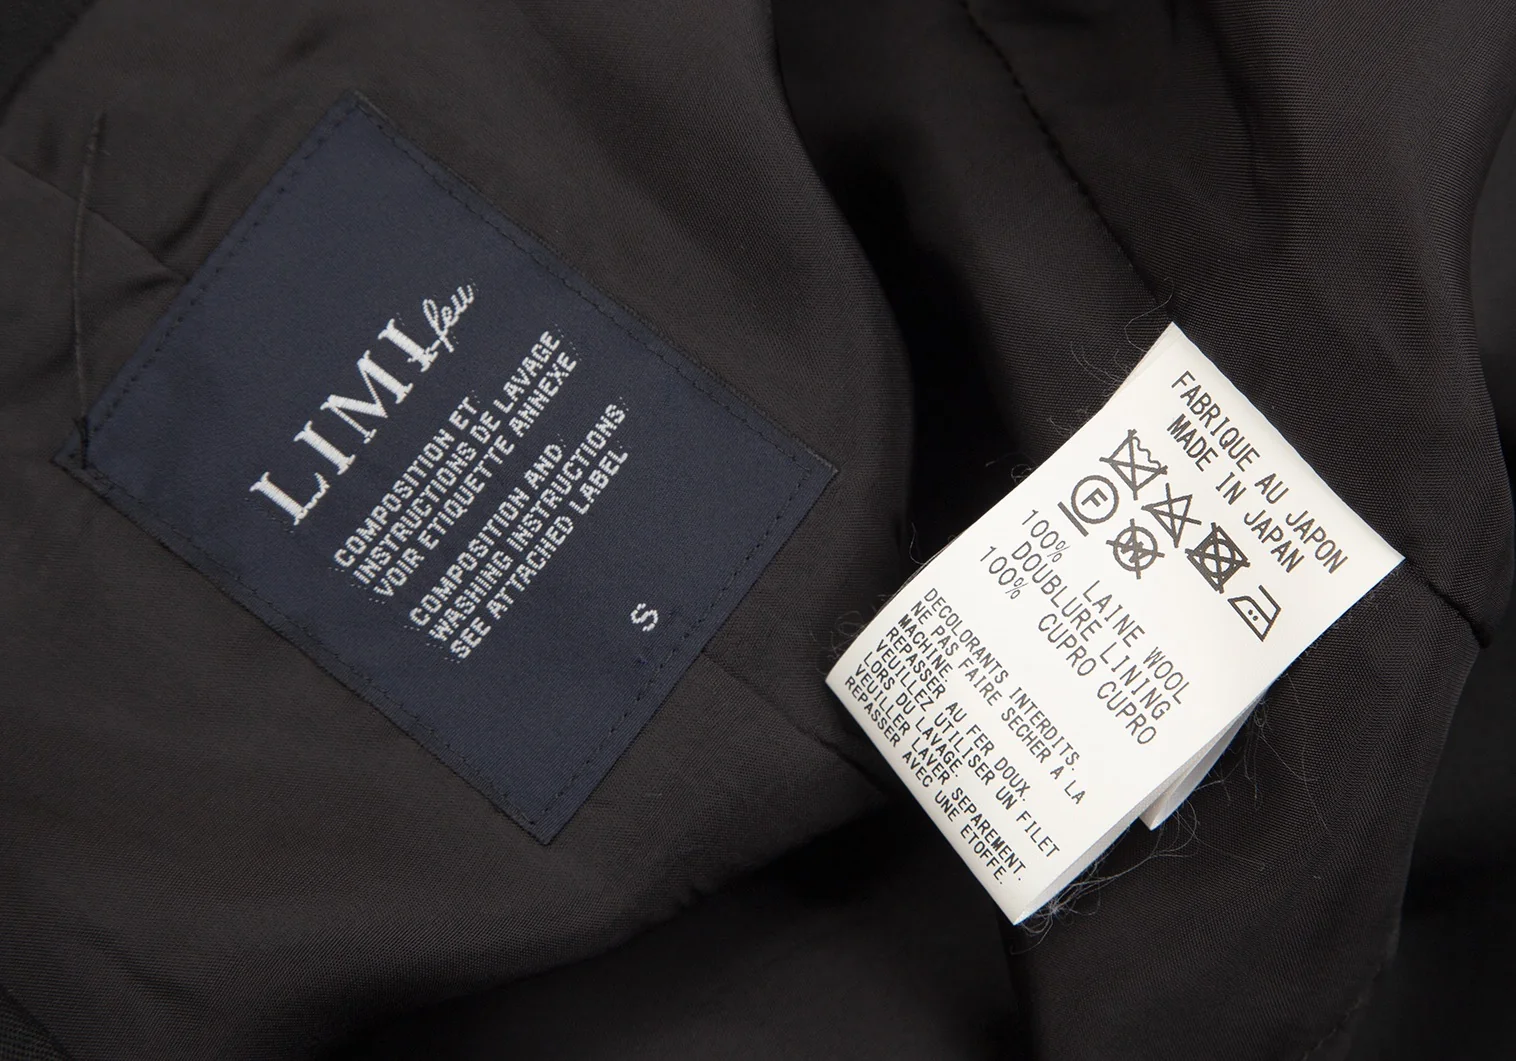 LIMI feu
COMPOSITION ET
INSTRUCTIONS DE LAVAGE
VOIR ETIQUETTE ANNEXE
COMPOSITION AND
WASHING INSTRUCTIONS
SEE ATTACHED LABEL
S
FABRIQUE AU JAPON
MADE IN JAPAN
F
W
100% LAINE WOOL
DOUBLURE LINING
100% CUPRO CUPRO
DECOLORANTS INTERDITS.
NE PAS FAIRE SECHER A LA
MACHINE.
REPASSER AU FER DOUX.
VEUILLEZ UTILISER UN FILET
LORS DU LAVAGE.
VEUILLER LAVER SEPAREMENT.
REPASSER AVEC UNE ETOFFE.